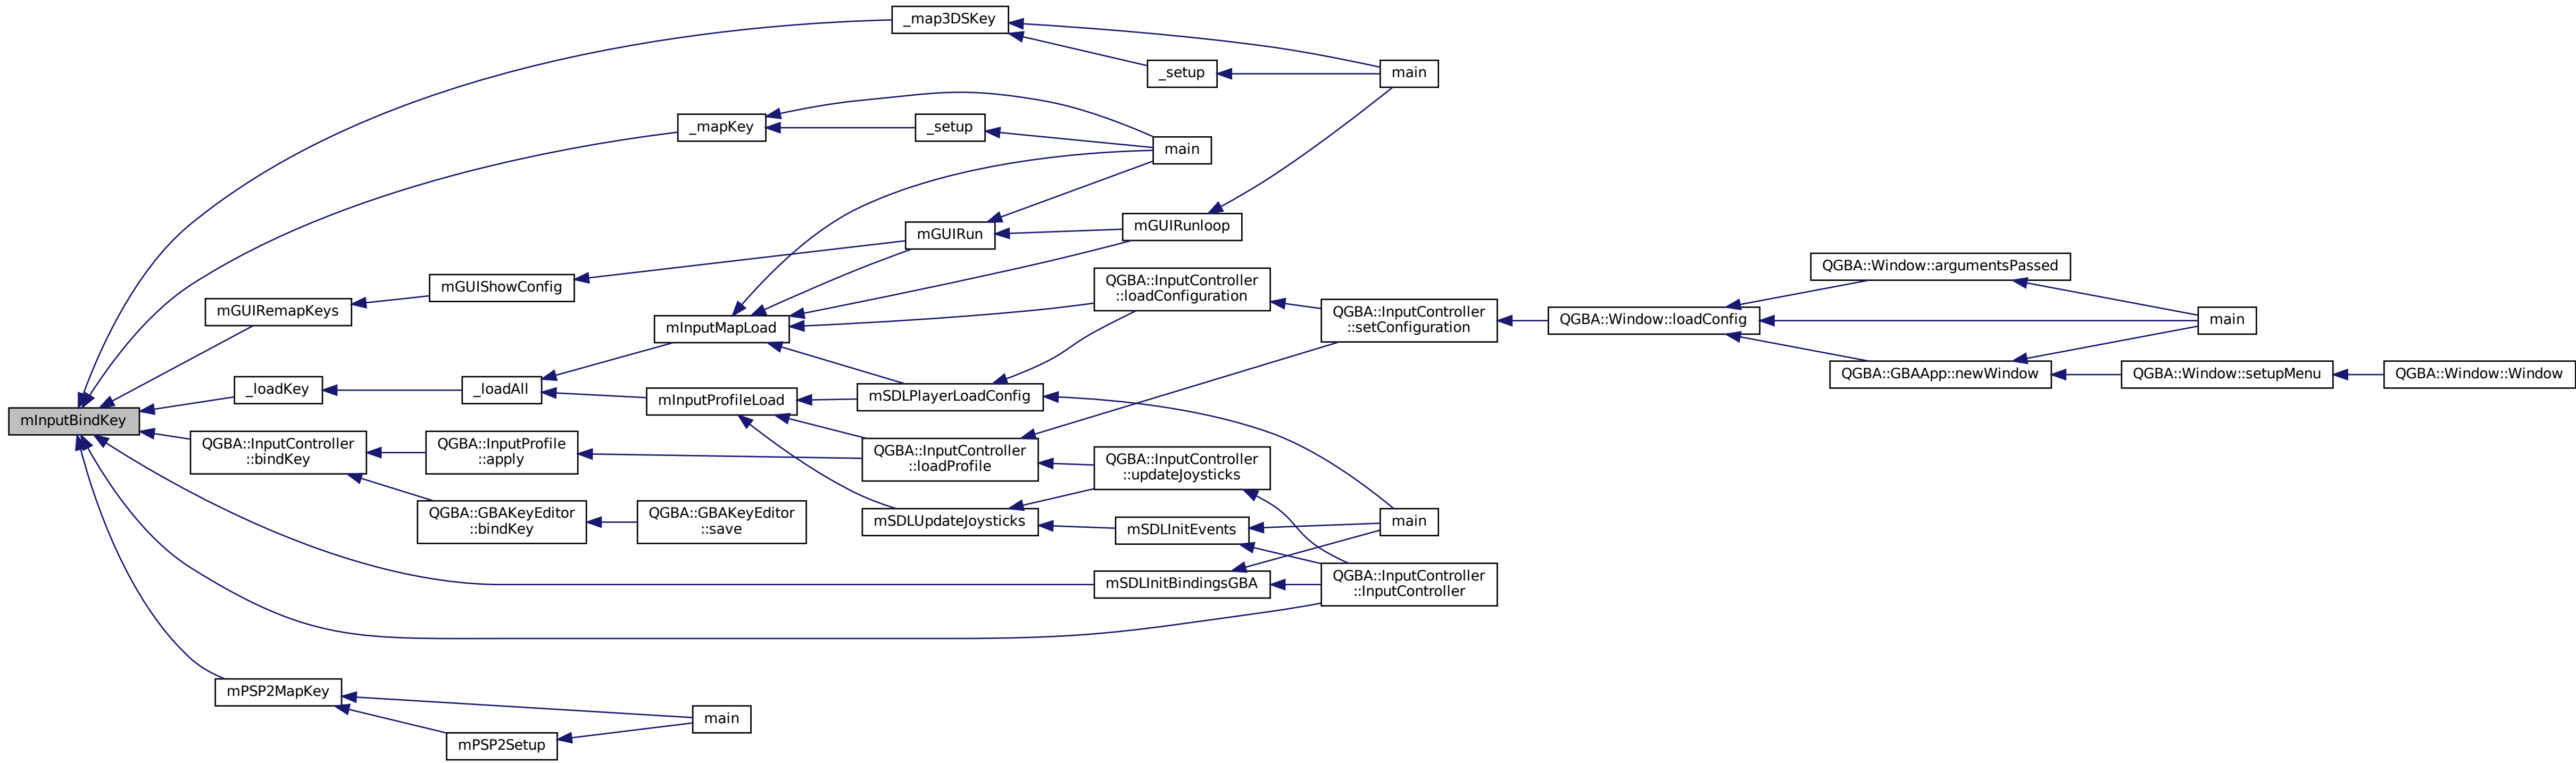 _map3DSKey
_setup
main
_mapKey
_setup
main
mGUIRun
mGUIRunloop
mGUIShowConfig
mGUIRemapKeys
mInputMapLoad
QGBA::InputController
::loadConfiguration
QGBA::InputController
::setConfiguration
QGBA::Window::loadConfig
QGBA::Window::argumentsPassed
main
QGBA::GBAApp::newWindow
QGBA::Window::setupMenu
QGBA::Window::Window
_loadKey
_loadAll
mInputProfileLoad
mSDLPlayerLoadConfig
mInputBindKey
QGBA::InputController
::bindKey
QGBA::InputProfile
::apply
QGBA::InputController
::loadProfile
QGBA::InputController
::updateJoysticks
QGBA::GBAKeyEditor
::bindKey
QGBA::GBAKeyEditor
::save
mSDLUpdateJoysticks
mSDLInitEvents
main
mSDLInitBindingsGBA
QGBA::InputController
::InputController
mPSP2MapKey
main
mPSP2Setup